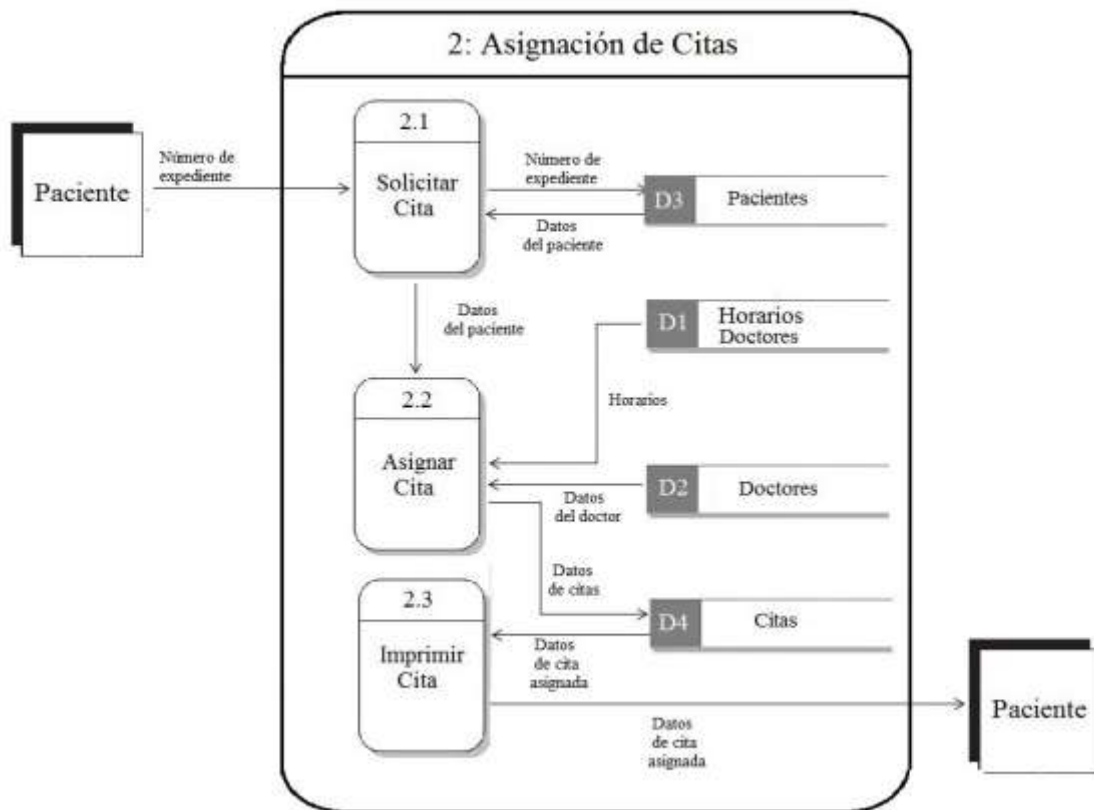 2: Asignación de Citas
Paciente
Número de
expediente
2.1
Solicitar
Cita
Número de
expediente
D3 Pacientes
Datos
del paciente
Datos
del paciente
D1 Horarios
Doctores
Horarios
2.2
Asignar
Cita
D2 Doctores
Datos
del doctor
Datos
de citas
2.3
Imprimir
Cita
D4 Citas
Datos
de cita
asignada
Datos
de cita
asignada
Paciente